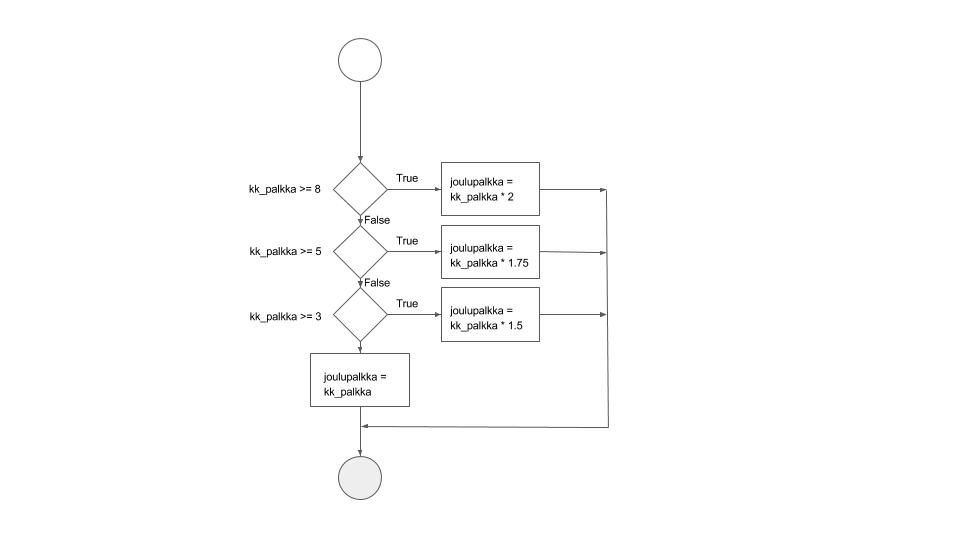 True
kk_palkka >= 8
joulupalkka =
kk_palkka * 2
False
True
kk_palkka >= 5
joulupalkka =
kk_palkka * 1.75
False
True
kk_palkka >= 3
joulupalkka =
kk_palkka * 1.5
joulupalkka =
kk_palkka